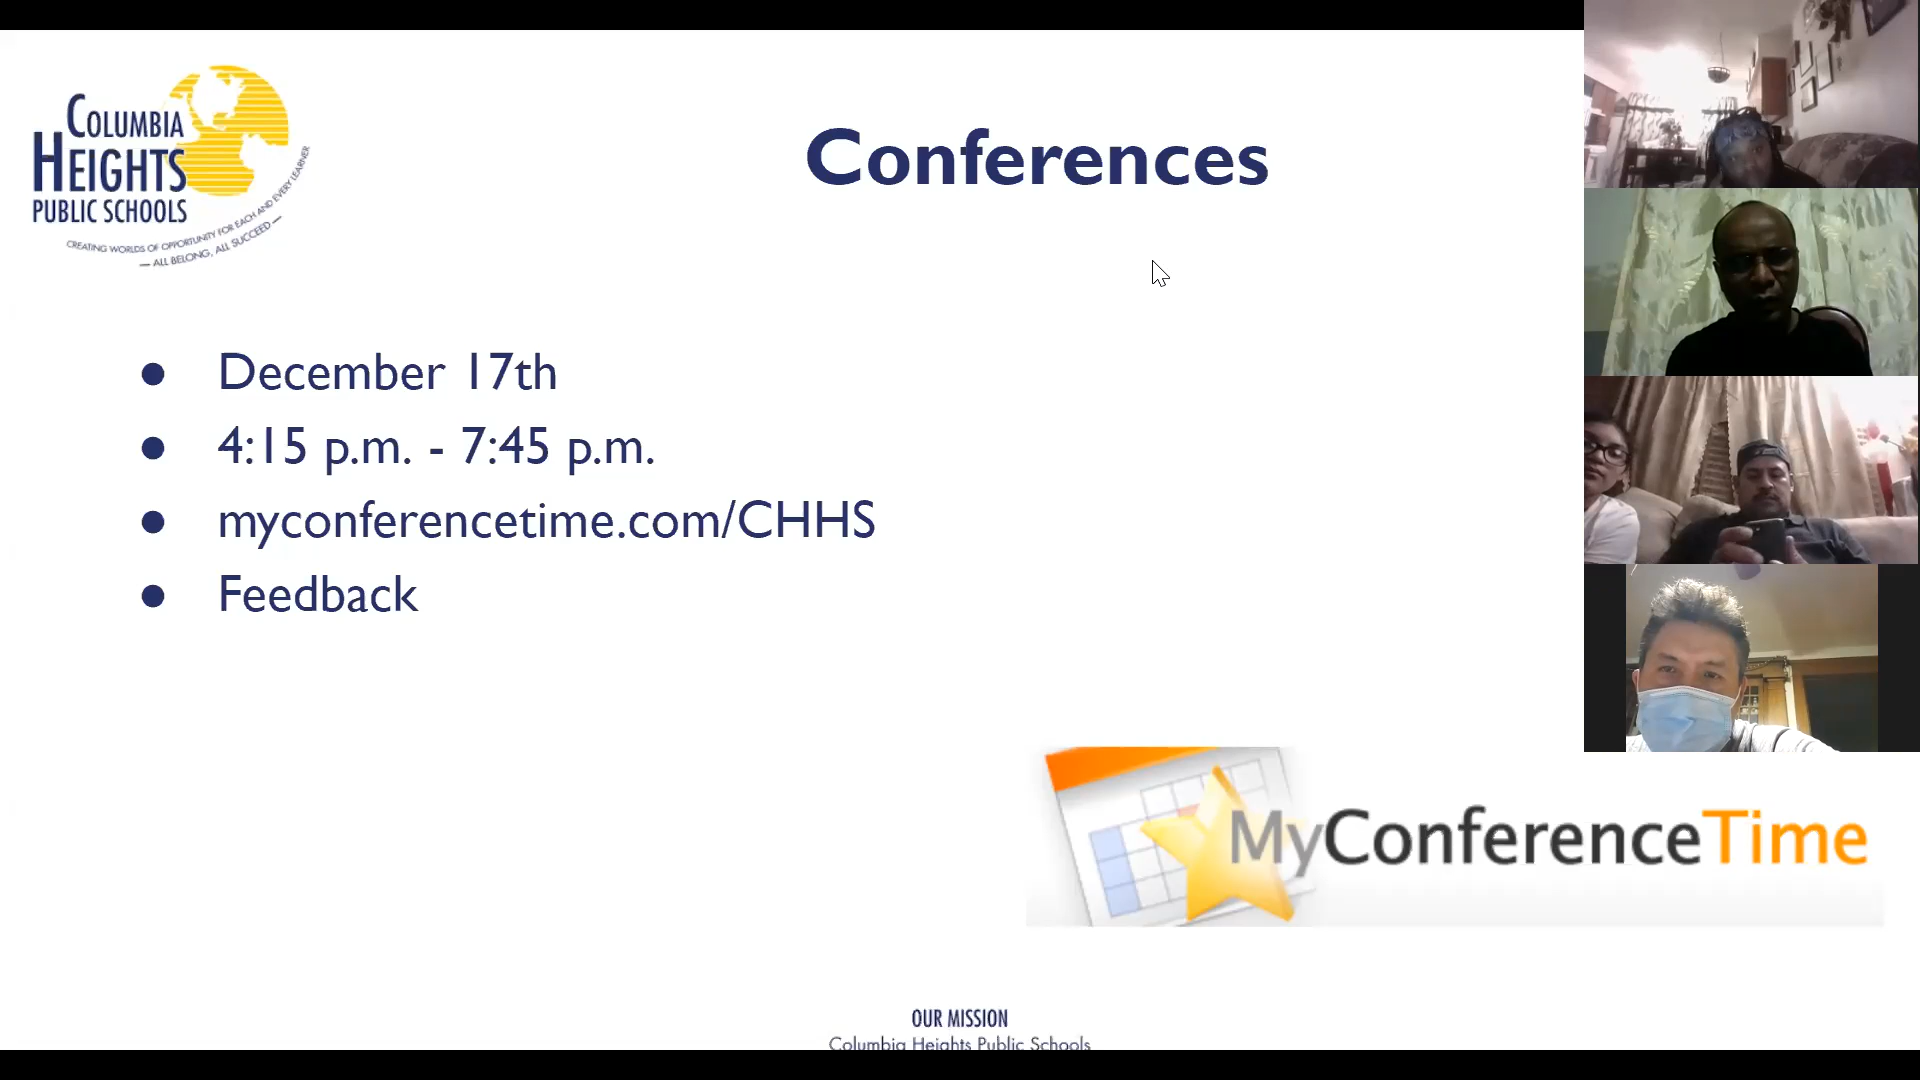 COLUMBIA
HEIGHTS
PUBLIC SCHOOLS
CREATING WORLDS OF OPPORTUNITY FOR EACH AND EVERY LEARNER
— ALL BELONG, ALL SUCCEED —
Conferences
● December 17th
● 4:15 p.m. - 7:45 p.m.
● myconferencetime.com/CHHS
● Feedback
MyConferenceTime
OUR MISSION
Columbia Heights Public Schools